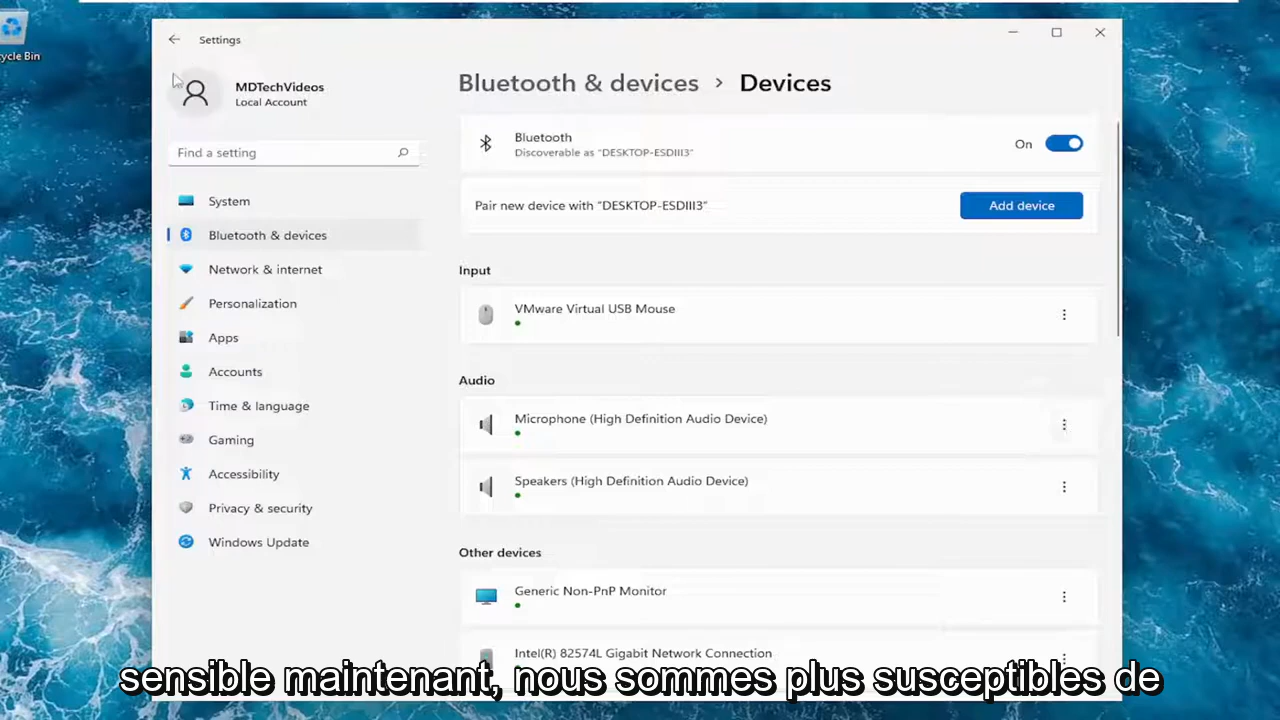 cycle Bin
Settings
MDTechVideos
Local Account
Find a setting
System
Bluetooth & devices
Network & internet
Personalization
Apps
Accounts
Time & language
Gaming
Accessibility
Privacy & security
Windows Update
Bluetooth & devices > Devices
Bluetooth
Discoverable as "DESKTOP-ESDIII3"
On
Pair new device with "DESKTOP-ESDIII3"
Add device
Input
VMware Virtual USB Mouse
Audio
Microphone (High Definition Audio Device)
Speakers (High Definition Audio Device)
Other devices
Generic Non-PnP Monitor
Intel(R) 82574L Gigabit Network Connection
sensible maintenant, nous sommes plus susceptibles de